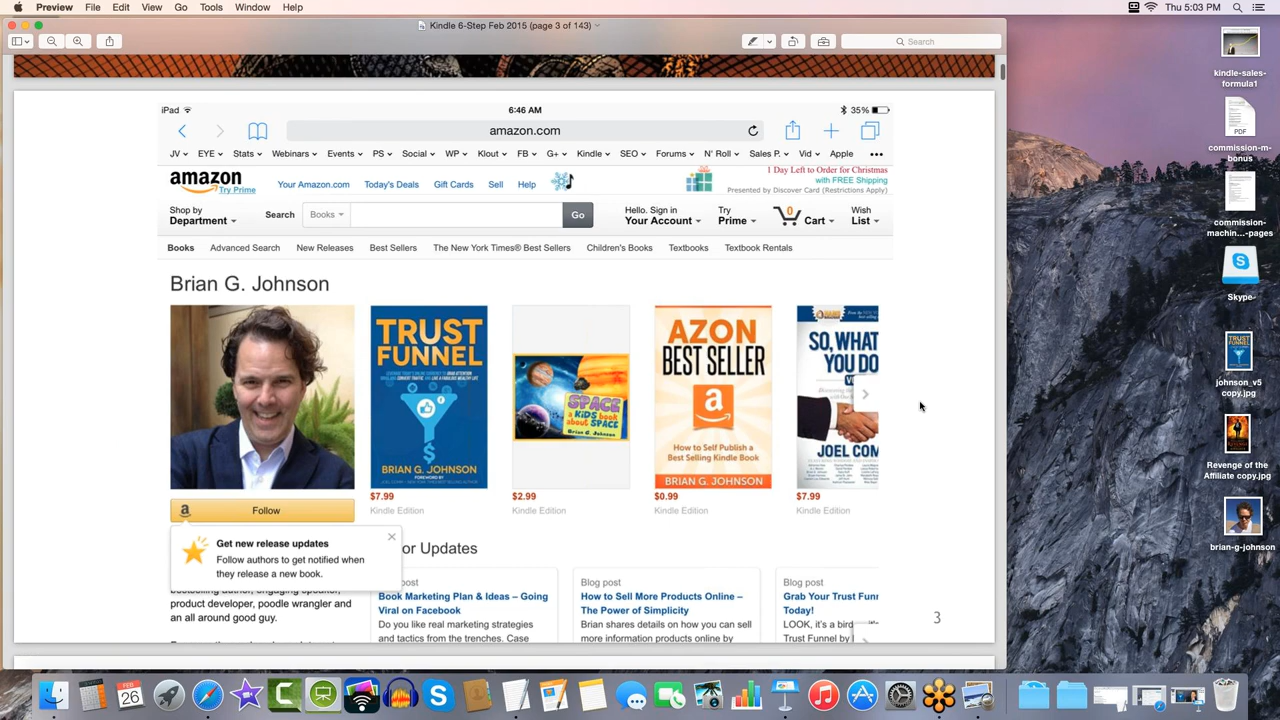 Preview File Edit View Go Tools Window Help Thu 5:03 PM
Kindle 6-Step Feb 2015 (page 3 of 143)
Search
iPad 6:46 AM 35%
amazon.com
JV EYE Stats Webinars Events PS Social WP Klout FB G+ Kindle SEO Forums N' Roll Sales P. Vid Apple •••
amazon
Try Prime
Your Amazon.com Today's Deals Gift Cards Sell Help
1 Day Left to Order for Christmas
with FREE Shipping
Presented by Discover Card (Restrictions Apply)
Shop by
Department
Search Books Go
Hello. Sign in
Your Account
Try
Prime
0
Cart
Wish
List
Books Advanced Search New Releases Best Sellers The New York Times® Best Sellers Children's Books Textbooks Textbook Rentals
Brian G. Johnson
TRUST
FUNNEL
BRIAN G. JOHNSON
SPACE
a KIDS book
about SPACE
Brian G. Johnson
AZON
BEST SELLER
a
How to Self Publish a
Best Selling Kindle Book
BRIAN G. JOHNSON
SO, WHAT
YOU DO
JOEL COM
$7.99
Kindle Edition
$2.99
Kindle Edition
$0.99
Kindle Edition
$7.99
Kindle Edition
a Follow
Get new release updates
Follow authors to get notified when
they release a new book.
or Updates
bestselling author, engaging speaker,
product developer, poodle wrangler and
an all around good guy.
post
Book Marketing Plan & Ideas – Going
Viral on Facebook
Do you like real marketing strategies
and tactics from the trenches. Case
Blog post
How to Sell More Products Online –
The Power of Simplicity
Brian shares details on how you can sell
more information products online by
Blog post
Grab Your Trust Funn
Today!
LOOK, it's a bird
Trust Funnel by
3
kindle-sales-
formula1
PDF
commission-m-
bonus
commission-
machin...-pages
S
Skype
johnson_v5
copy.jpg
Revenge of the
Affiliate copy.jpg
brian-g-johnson
FEB
26